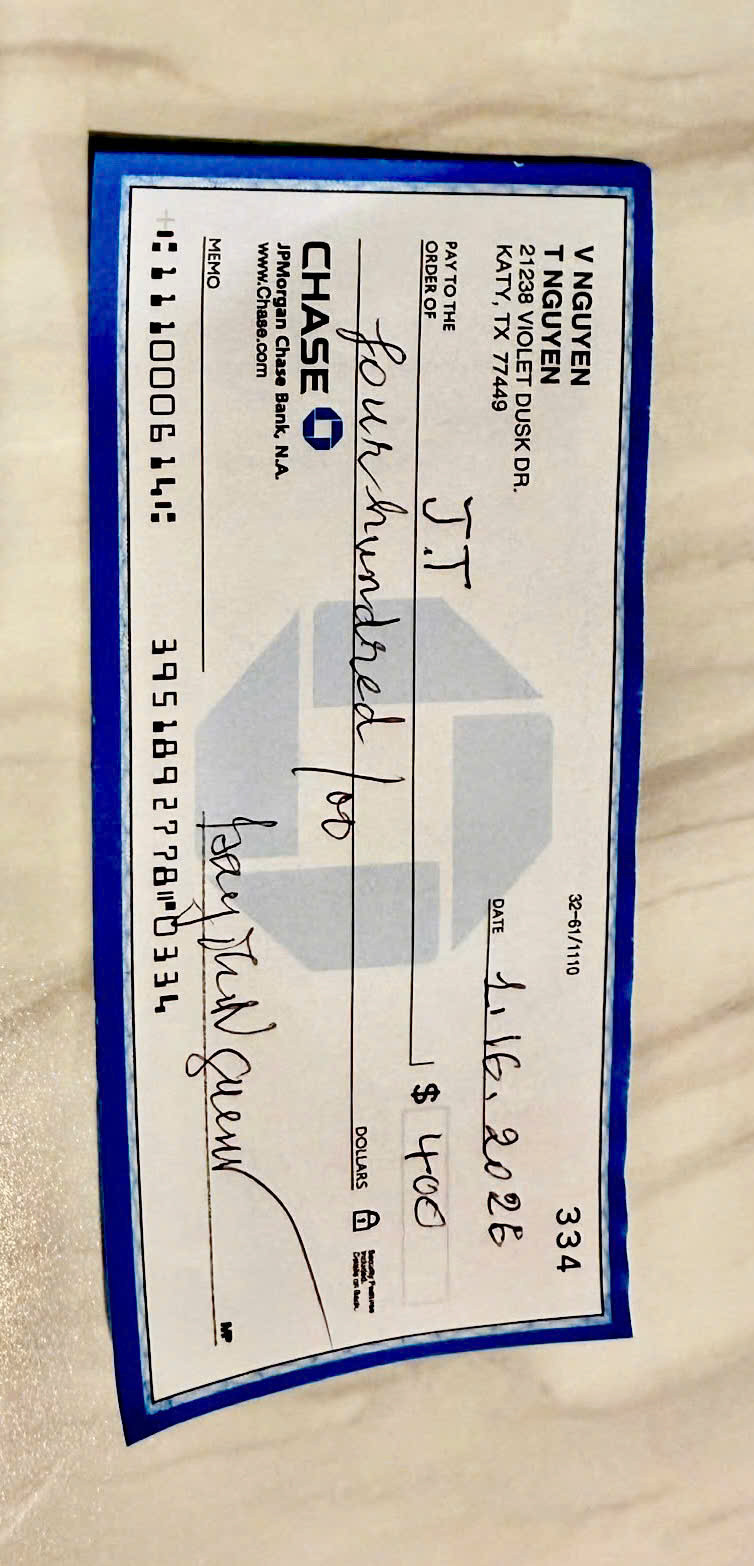 V NGUYEN
T NGUYEN
21238 VIOLET DUSK DR.
KATY, TX 77449
334
32-61/1110
DATE 1.16.2026
PAY TO THE
ORDER OF J.T $ 400
four hundred /00 DOLLARS
Security Features
Included.
Details on Back.
CHASE
JPMorgan Chase Bank, N.A.
www.Chase.com
MEMO
MP
⑆111000614⑆ 3951892778⑈0334